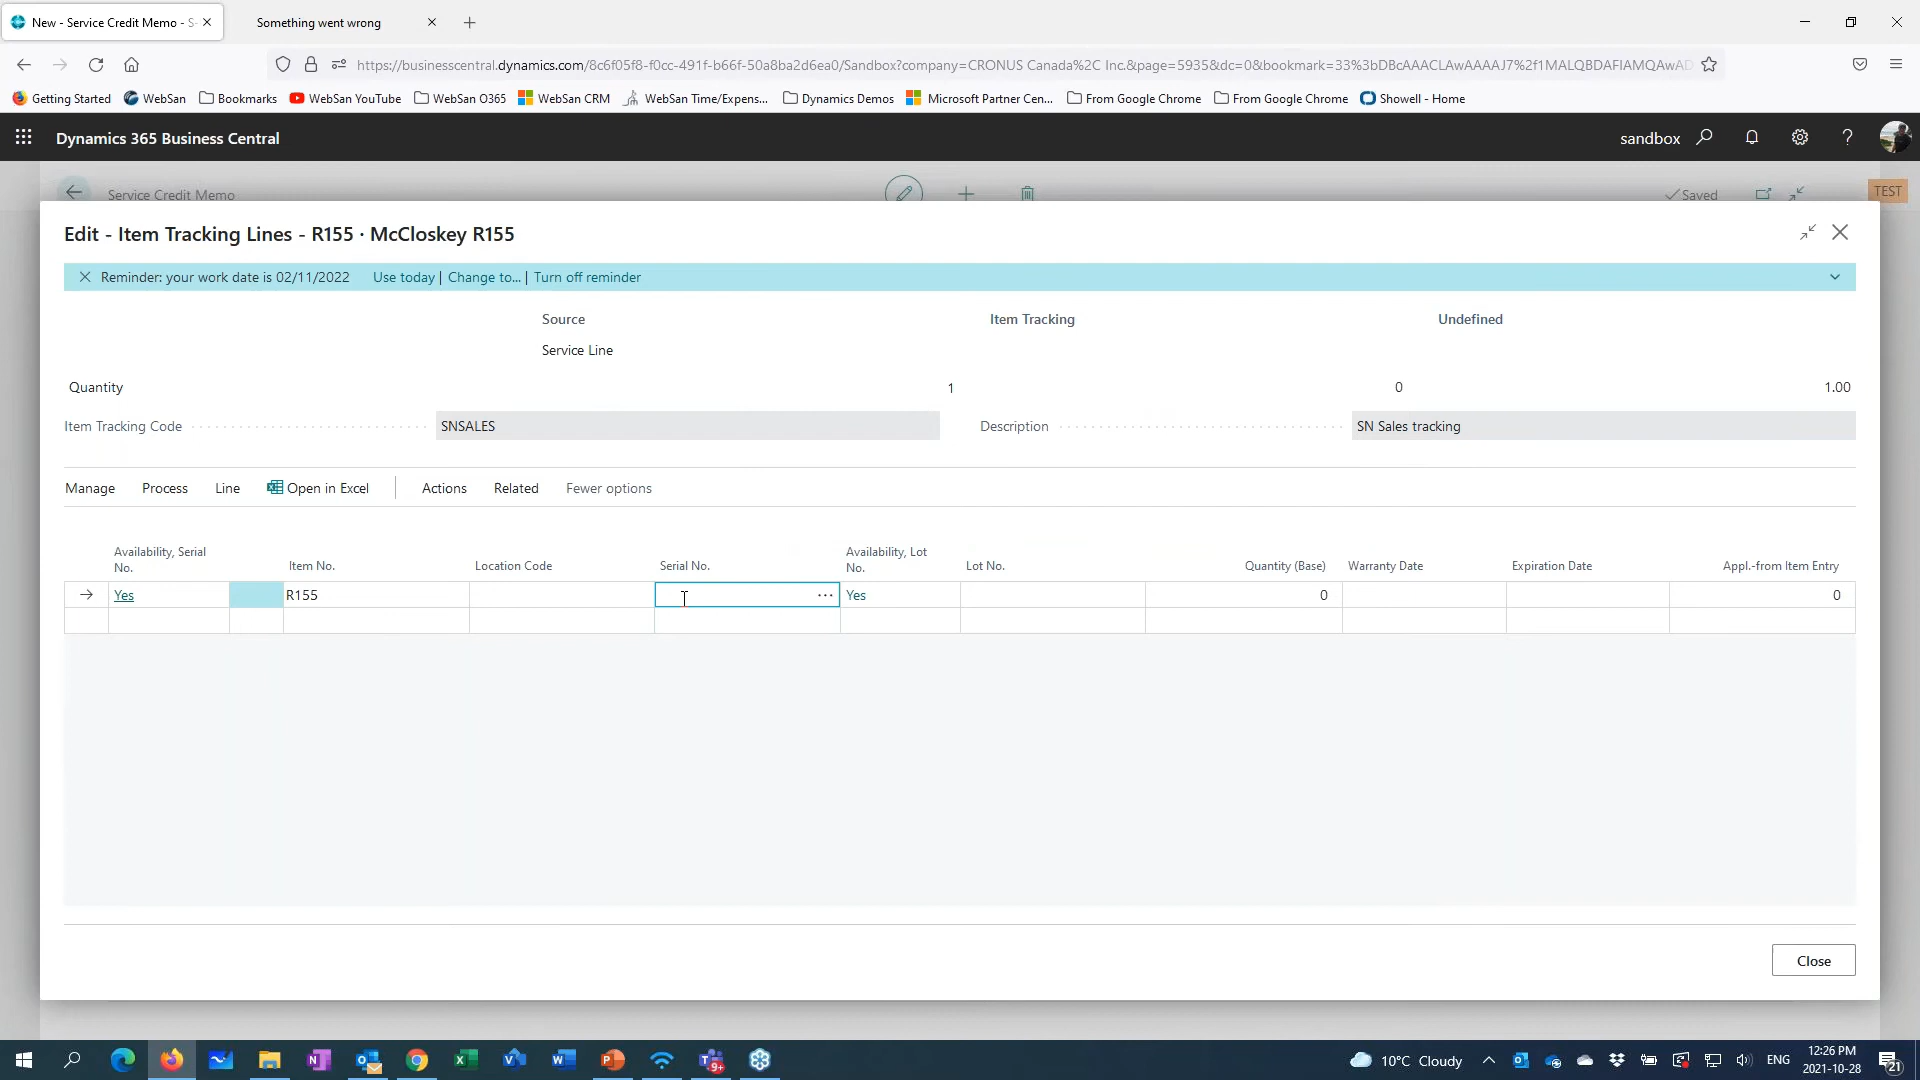 New - Service Credit Memo - S
Something went wrong
https://businesscentral.dynamics.com/8c6f05f8-f0cc-491f-b66f-50a8ba2d6ea0/Sandbox?company=CRONUS Canada%2C Inc.&page=5935&dc=0&bookmark=33%3bDBcAAACLAwAAAAJ7%2f1MALQBDAFIAMQAwAD
Getting Started WebSan Bookmarks WebSan YouTube WebSan O365 WebSan CRM WebSan Time/Expens... Dynamics Demos Microsoft Partner Cen... From Google Chrome From Google Chrome Showell - Home
Dynamics 365 Business Central sandbox
Service Credit Memo Saved TEST
Edit - Item Tracking Lines - R155 · McCloskey R155
Reminder: your work date is 02/11/2022 Use today | Change to... | Turn off reminder
Source Item Tracking Undefined
Service Line
Quantity 1 0 1.00
Item Tracking Code SNSALES Description SN Sales tracking
Manage Process Line Open in Excel Actions Related Fewer options
Availability, Serial No. Item No. Location Code Serial No. Availability, Lot No. Lot No. Quantity (Base) Warranty Date Expiration Date Appl.-from Item Entry
Yes R155 Yes 0 0
Close
10°C Cloudy ENG 12:26 PM
2021-10-28
9+
21